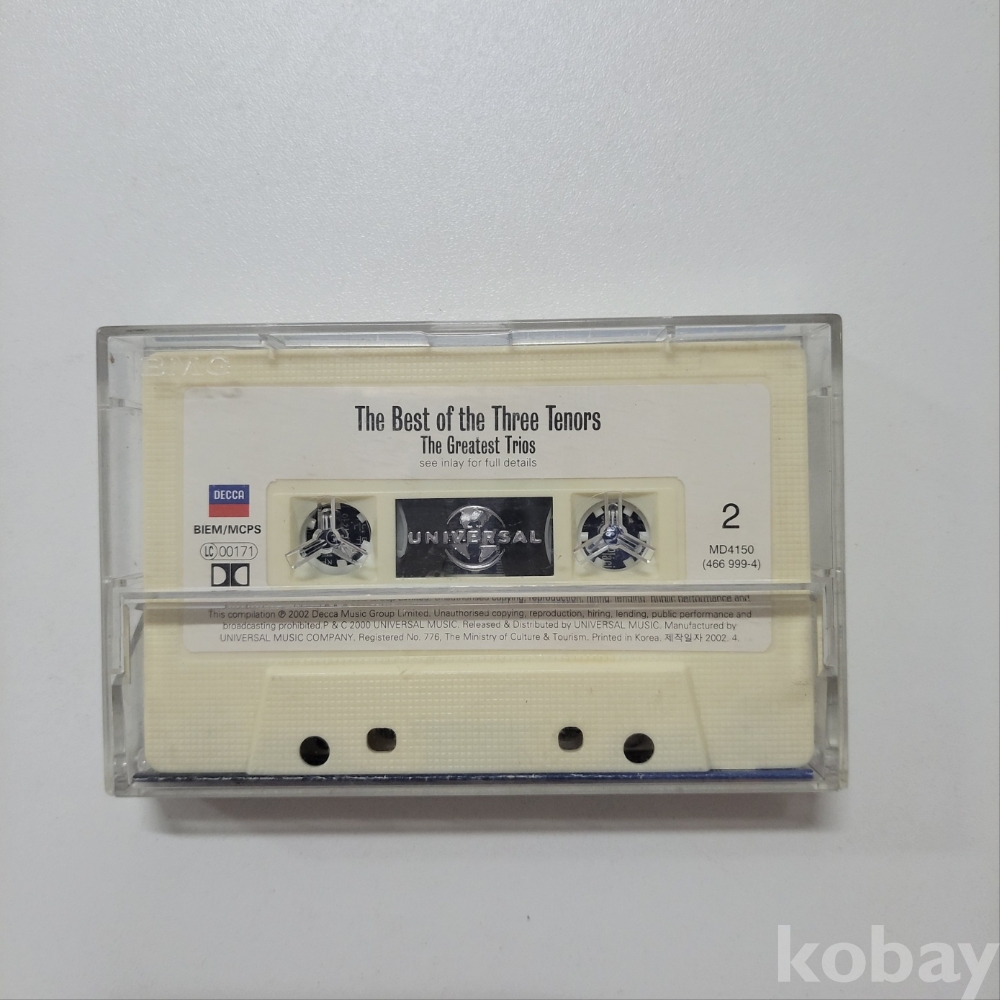 The Best of the Three Tenors
The Greatest Trios
see inlay for full details
DECCA
BIEM/MCPS
LC 00171
UNIVERSAL
2
MD4150
(466 999-4)
This compilation ℗ 2002 Decca Music Group Limited. Unauthorised copying, reproduction, hiring, lending, public performance and
broadcasting prohibited.P & C 2000 UNIVERSAL MUSIC. Released & Distributed by UNIVERSAL MUSIC. Manufactured by
UNIVERSAL MUSIC COMPANY. Registered No. 776, The Ministry of Culture & Tourism. Printed in Korea. 제작일자 2002. 4.
kobay